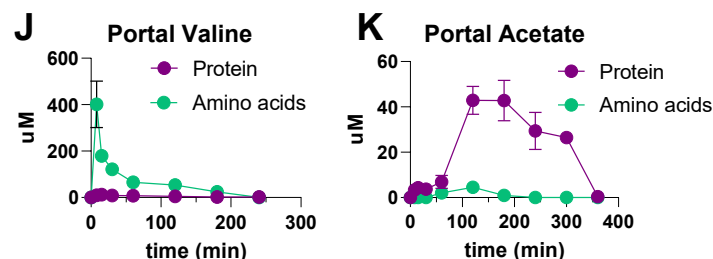 J
Portal Valine
600
400
200
0
uM
Protein
Amino acids
0
100
200
300
time (min)
K
Portal Acetate
60
40
20
0
uM
Protein
Amino acids
0
100
200
300
400
time (min)